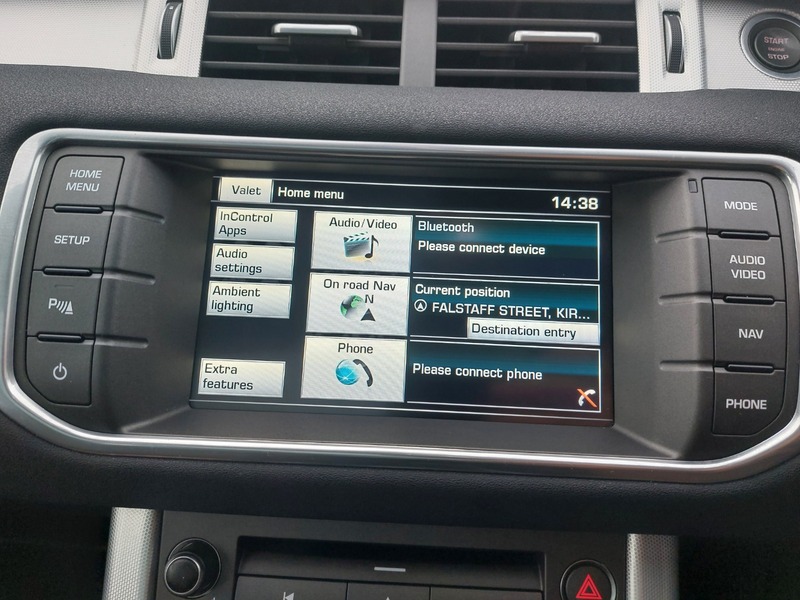 START
ENGINE
STOP
HOME
MENU
SETUP
P
Valet
Home menu
14:38
InControl
Apps
Audio
settings
Ambient
lighting
Extra
features
Audio/Video
On road Nav
N
Phone
Bluetooth
Please connect device
Current position
FALSTAFF STREET, KIR...
Destination entry
Please connect phone
MODE
AUDIO
VIDEO
NAV
PHONE